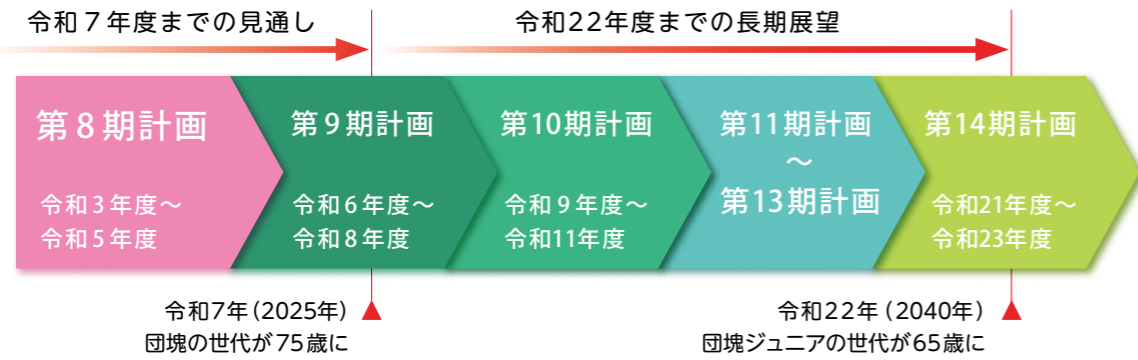 令和７年度までの見通し
令和22年度までの長期展望
第８期計画
令和３年度～
令和５年度
第９期計画
令和６年度～
令和８年度
第10期計画
令和９年度～
令和11年度
第11期計画
～
第13期計画
第14期計画
令和21年度～
令和23年度
令和7年（2025年）
団塊の世代が75歳に
令和22年（2040年）
団塊ジュニアの世代が65歳に